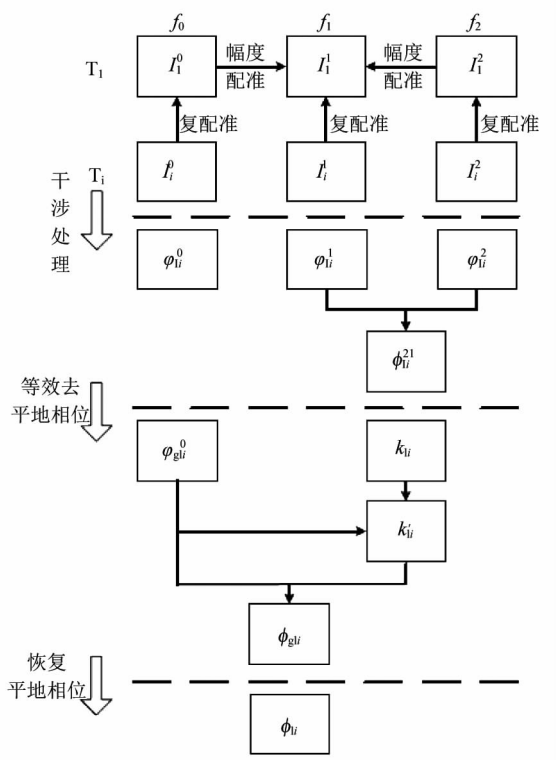 f₀ f₁ f₂
T₁ I₁⁰ 幅度 配准 I₁¹ 幅度 配准 I₁²
复配准 复配准 复配准
Tᵢ Iᵢ⁰ Iᵢ¹ Iᵢ²
干涉处理
φ₁ᵢ⁰ φ₁ᵢ¹ φ₁ᵢ²
ϕ₁ᵢ²¹
等效去
平地相位
φg₁ᵢ⁰ k₁ᵢ
k₁ᵢ′
ϕg₁ᵢ
恢复
平地相位
ϕ₁ᵢ